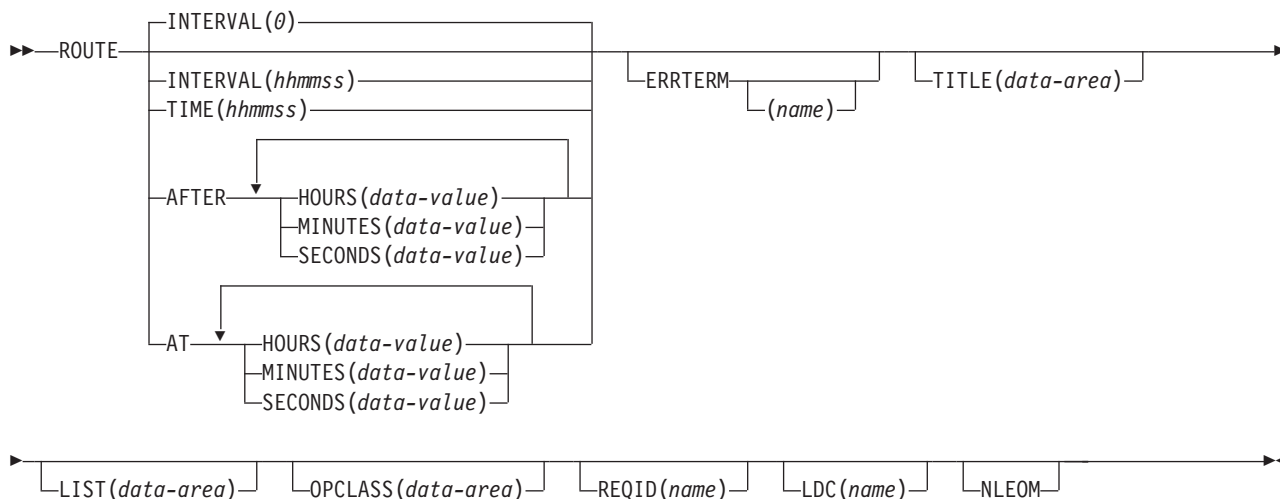 INTERVAL(0)
ROUTE
INTERVAL(hhmmss)
TIME(hhmmss)
AFTER HOURS(data-value)
MINUTES(data-value)
SECONDS(data-value)
AT HOURS(data-value)
MINUTES(data-value)
SECONDS(data-value)
ERRTERM
(name)
TITLE(data-area)
LIST(data-area) OPCLASS(data-area) REQID(name) LDC(name) NLEOM